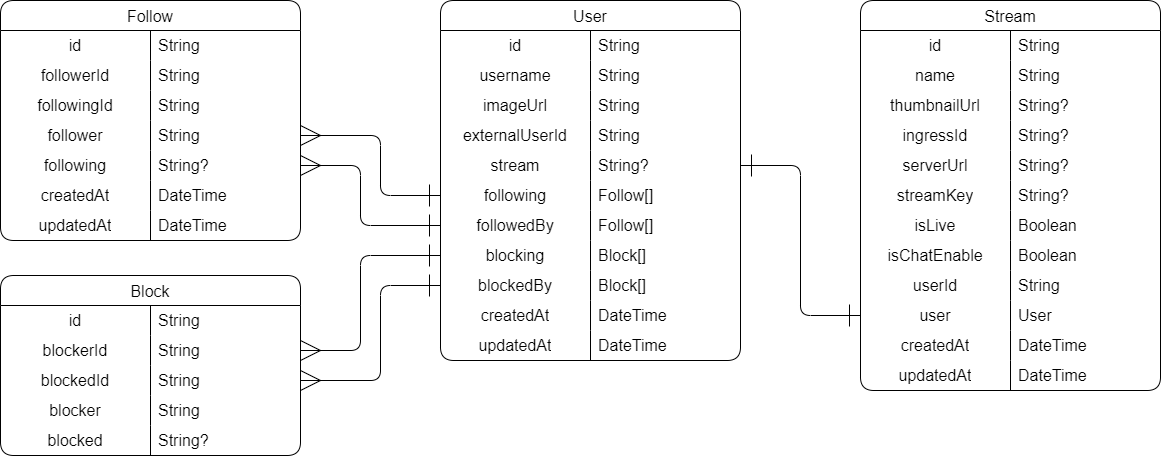 Follow
id String
followerId String
followingId String
follower String
following String?
createdAt DateTime
updatedAt DateTime
Block
id String
blockerId String
blockedId String
blocker String
blocked String?
User
id String
username String
imageUrl String
externalUserId String
stream String?
following Follow[]
followedBy Follow[]
blocking Block[]
blockedBy Block[]
createdAt DateTime
updatedAt DateTime
Stream
id String
name String
thumbnailUrl String?
ingressId String?
serverUrl String?
streamKey String?
isLive Boolean
isChatEnable Boolean
userId String
user User
createdAt DateTime
updatedAt DateTime